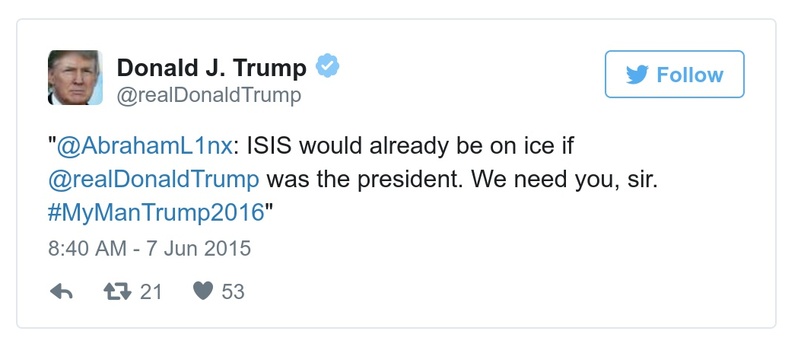 Donald J. Trump
@realDonaldTrump
Follow
"@AbrahamL1nx: ISIS would already be on ice if
@realDonaldTrump was the president. We need you, sir.
#MyManTrump2016"
8:40 AM - 7 Jun 2015
21 53